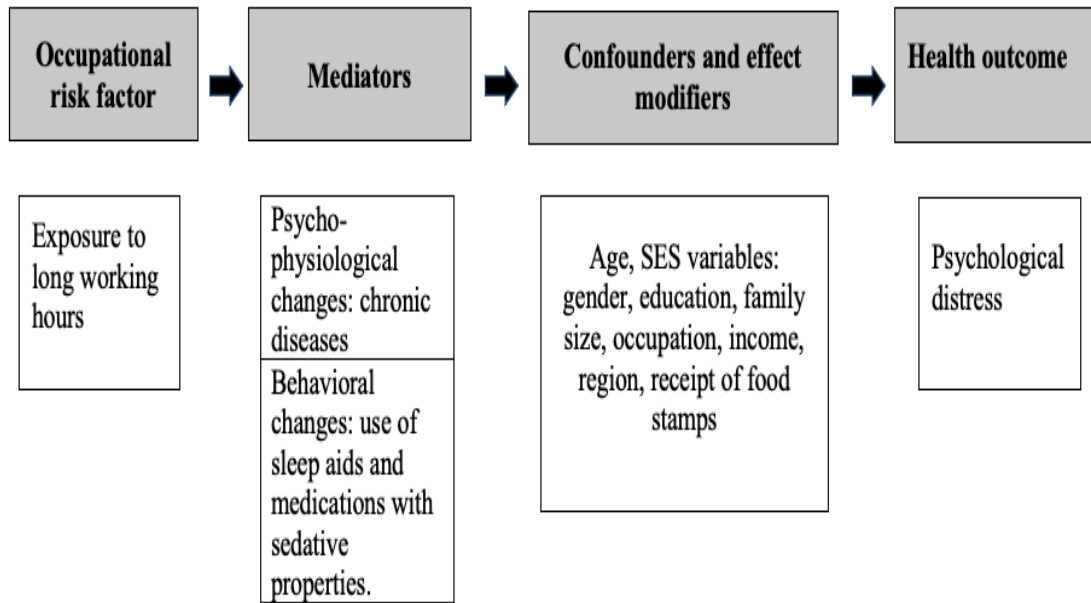 Occupational
risk factor
Mediators
Confounders and effect
modifiers
Health outcome
Exposure to
long working
hours
Psycho-
physiological
changes: chronic
diseases
Behavioral
changes: use of
sleep aids and
medications with
sedative
properties.
Age, SES variables:
gender, education, family
size, occupation, income,
region, receipt of food
stamps
Psychological
distress